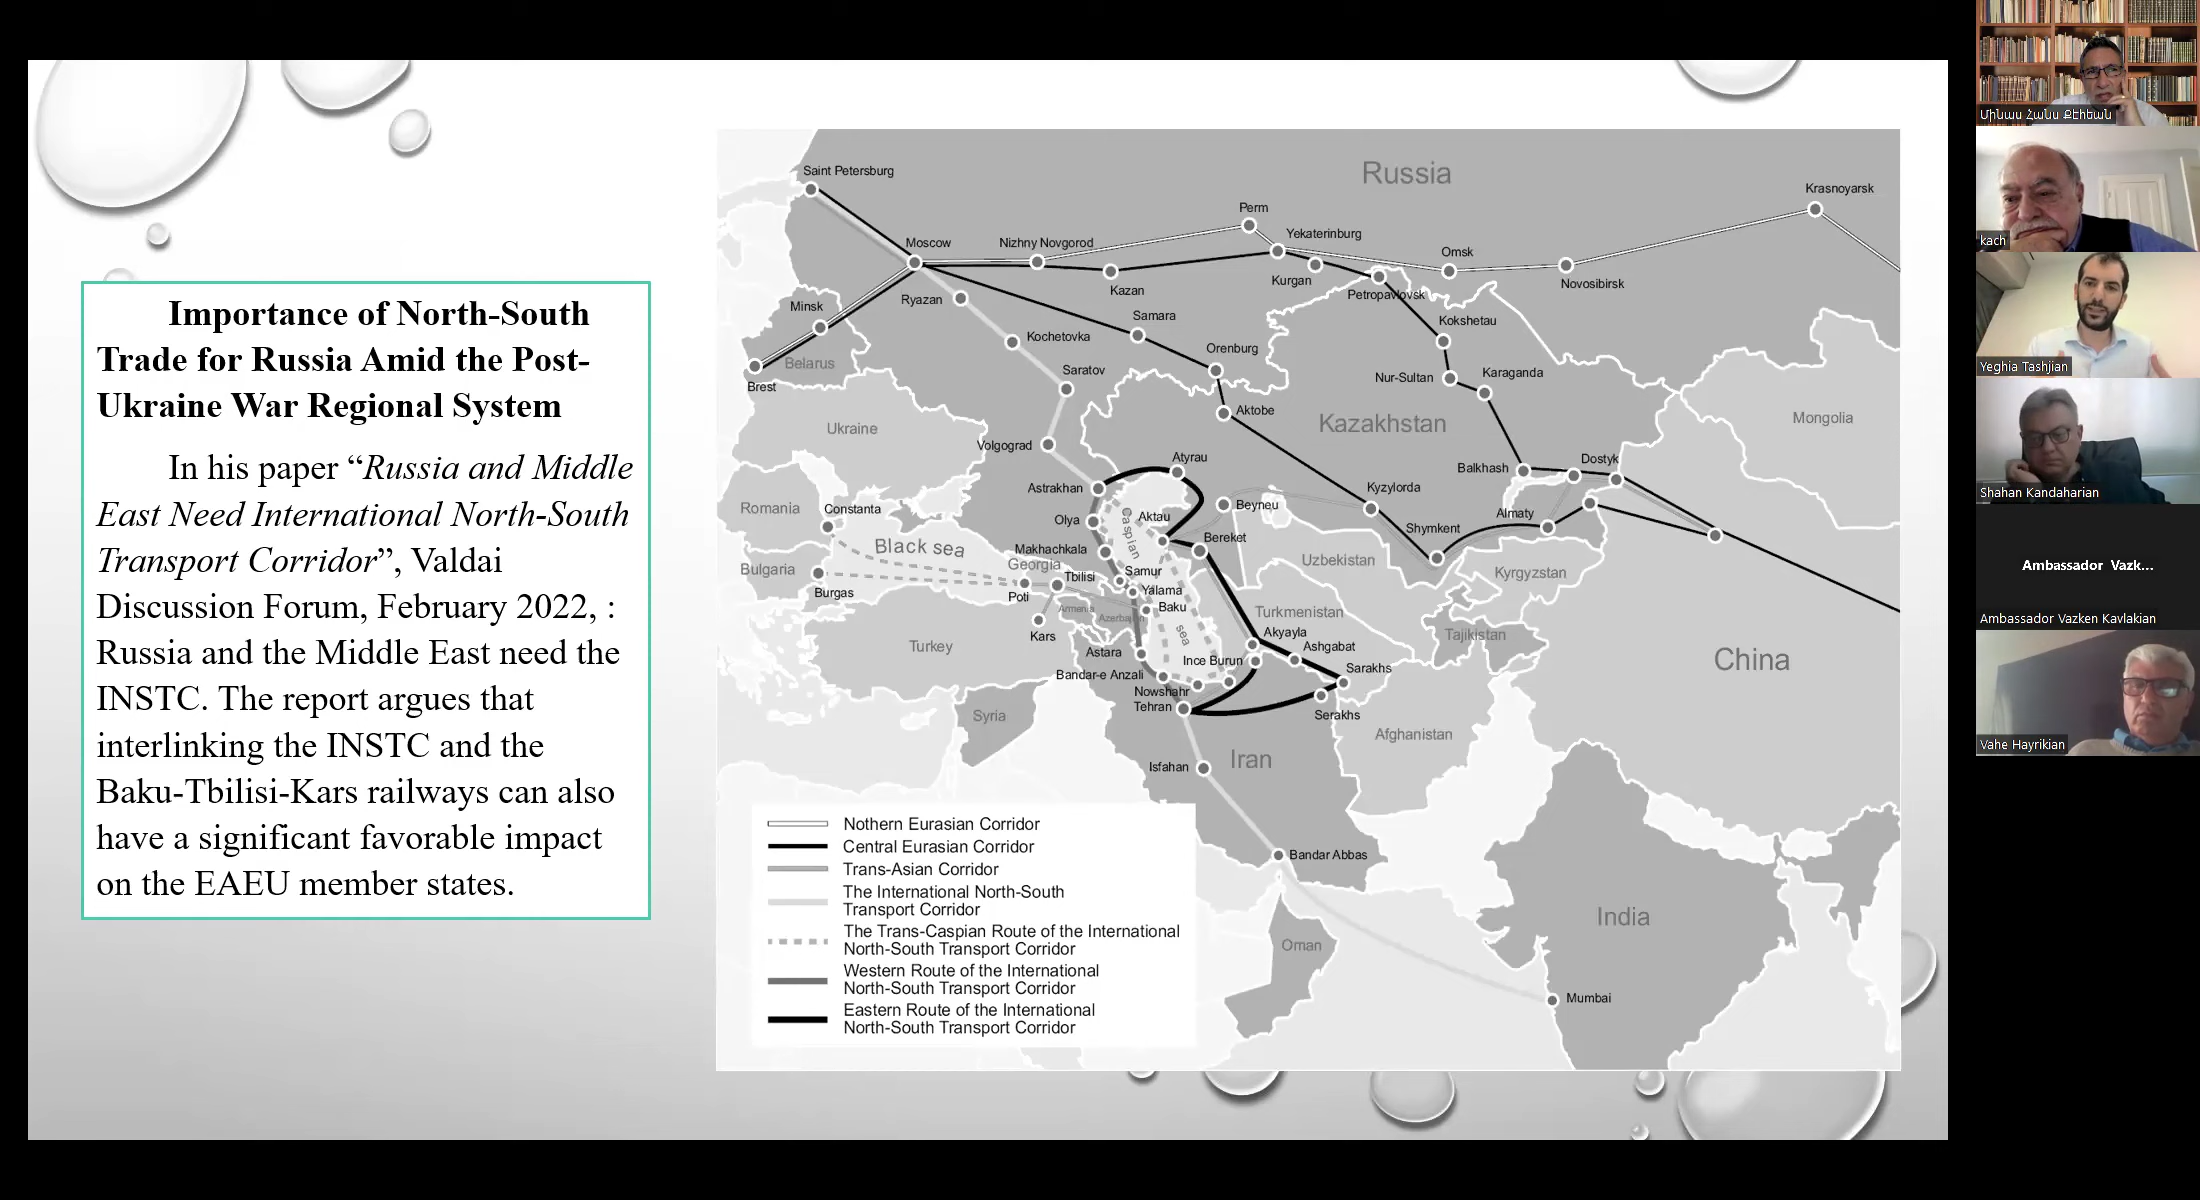 Importance of North-South
Trade for Russia Amid the Post-
Ukraine War Regional System
In his paper “Russia and Middle
East Need International North-South
Transport Corridor”, Valdai
Discussion Forum, February 2022, :
Russia and the Middle East need the
INSTC. The report argues that
interlinking the INSTC and the
Baku-Tbilisi-Kars railways can also
have a significant favorable impact
on the EAEU member states.
Russia
Saint Petersburg
Krasnoyarsk
Perm
Yekaterinburg
Moscow
Nizhny Novgorod
Omsk
Kazan
Kurgan
Novosibirsk
Petropavlovsk
Ryazan
Minsk
Samara
Kokshetau
Kochetovka
Orenburg
Belarus
Brest
Saratov
Nur-Sultan
Karaganda
Aktobe
Kazakhstan
Mongolia
Ukraine
Volgograd
Atyrau
Balkhash
Dostyk
Astrakhan
Kyzylorda
Romania
Constanta
Beyneu
Almaty
Olya
Aktau
Shymkent
Caspian
sea
Black sea
Makhachkala
Bereket
Uzbekistan
Bulgaria
Georgia
Tbilisi
Samur
Kyrgyzstan
Burgas
Poti
Yalama
Armenia
Baku
Turkmenistan
Azerbaijan
Kars
Akyayla
Tajikistan
Turkey
Astara
Ashgabat
Ince Burun
Sarakhs
China
Bandar-e Anzali
Nowshahr
Tehran
Serakhs
Syria
Afghanistan
Iran
Isfahan
Bandar Abbas
India
Oman
Mumbai
Nothern Eurasian Corridor
Central Eurasian Corridor
Trans-Asian Corridor
The International North-South
Transport Corridor
The Trans-Caspian Route of the International
North-South Transport Corridor
Western Route of the International
North-South Transport Corridor
Eastern Route of the International
North-South Transport Corridor
Մինաս Հանս Քէհեան
kach
Yeghia Tashjian
Shahan Kandaharian
Ambassador Vazk...
Ambassador Vazken Kavlakian
Vahe Hayrikian